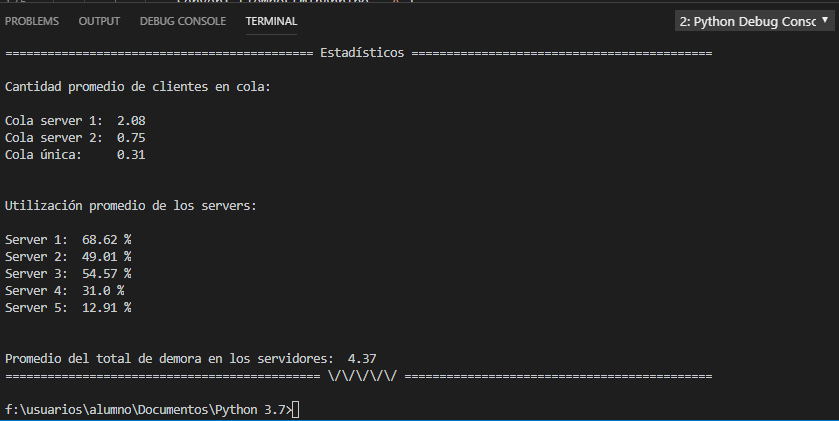 PROBLEMS OUTPUT DEBUG CONSOLE TERMINAL 2: Python Debug Consc
============================================ Estadísticos ===========================================
Cantidad promedio de clientes en cola:
Cola server 1:  2.08
Cola server 2:  0.75
Cola única:     0.31
Utilización promedio de los servers:
Server 1:  68.62 %
Server 2:  49.01 %
Server 3:  54.57 %
Server 4:  31.0 %
Server 5:  12.91 %
Promedio del total de demora en los servidores:  4.37
============================================= \/\/\/\/\/ ============================================
f:\usuarios\alumno\Documentos\Python 3.7>